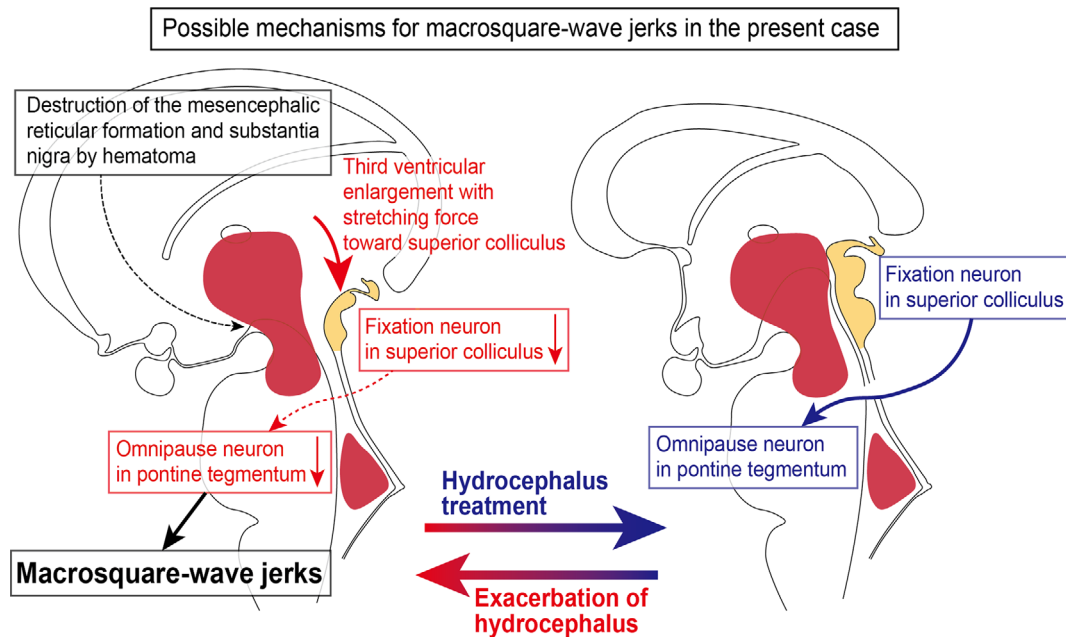 Possible mechanisms for macrosquare-wave jerks in the present case
Destruction of the mesencephalic
reticular formation and substantia
nigra by hematoma
Third ventricular
enlargement with
stretching force
toward superior colliculus
Fixation neuron
in superior colliculus
Omnipause neuron
in pontine tegmentum
Macrosquare-wave jerks
Hydrocephalus
treatment
Exacerbation of
hydrocephalus
Fixation neuron
in superior colliculus
Omnipause neuron
in pontine tegmentum